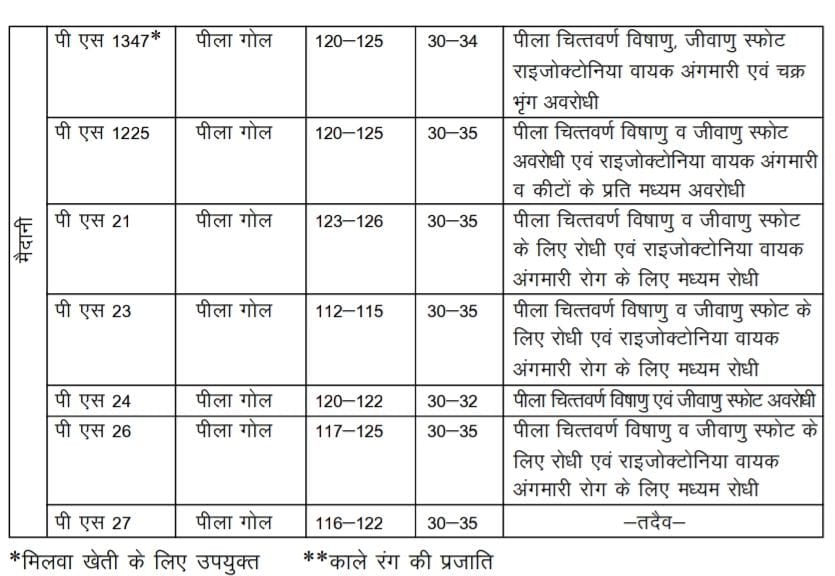 मैदानी
पी एस 1347* पीला गोल 120–125 30–34 पीला चित्तवर्ण विषाणु, जीवाणु स्फोट
राइजोक्टोनिया वायक अंगमारी एवं चक्र
भृंग अवरोधी
पी एस 1225 पीला गोल 120–125 30–35 पीला चित्तवर्ण विषाणु व जीवाणु स्फोट
अवरोधी एवं राइजोक्टोनिया वायक अंगमारी
व कीटों के प्रति मध्यम अवरोधी
पी एस 21 पीला गोल 123–126 30–35 पीला चित्तवर्ण विषाणु व जीवाणु स्फोट
के लिए रोधी एवं राइजोक्टोनिया वायक
अंगमारी रोग के लिए मध्यम रोधी
पी एस 23 पीला गोल 112–115 30–35 पीला चित्तवर्ण विषाणु व जीवाणु स्फोट के
लिए रोधी एवं राइजोक्टोनिया वायक
अंगमारी रोग के लिए मध्यम रोधी
पी एस 24 पीला गोल 120–122 30–32 पीला चित्तवर्ण विषाणु एवं जीवाणु स्फोट अवरोधी
पी एस 26 पीला गोल 117–125 30–35 पीला चित्तवर्ण विषाणु व जीवाणु स्फोट के
लिए रोधी एवं राइजोक्टोनिया वायक
अंगमारी रोग के लिए मध्यम रोधी
पी एस 27 पीला गोल 116–122 30–35 –तदैव–
*मिलवा खेती के लिए उपयुक्त **काले रंग की प्रजाति